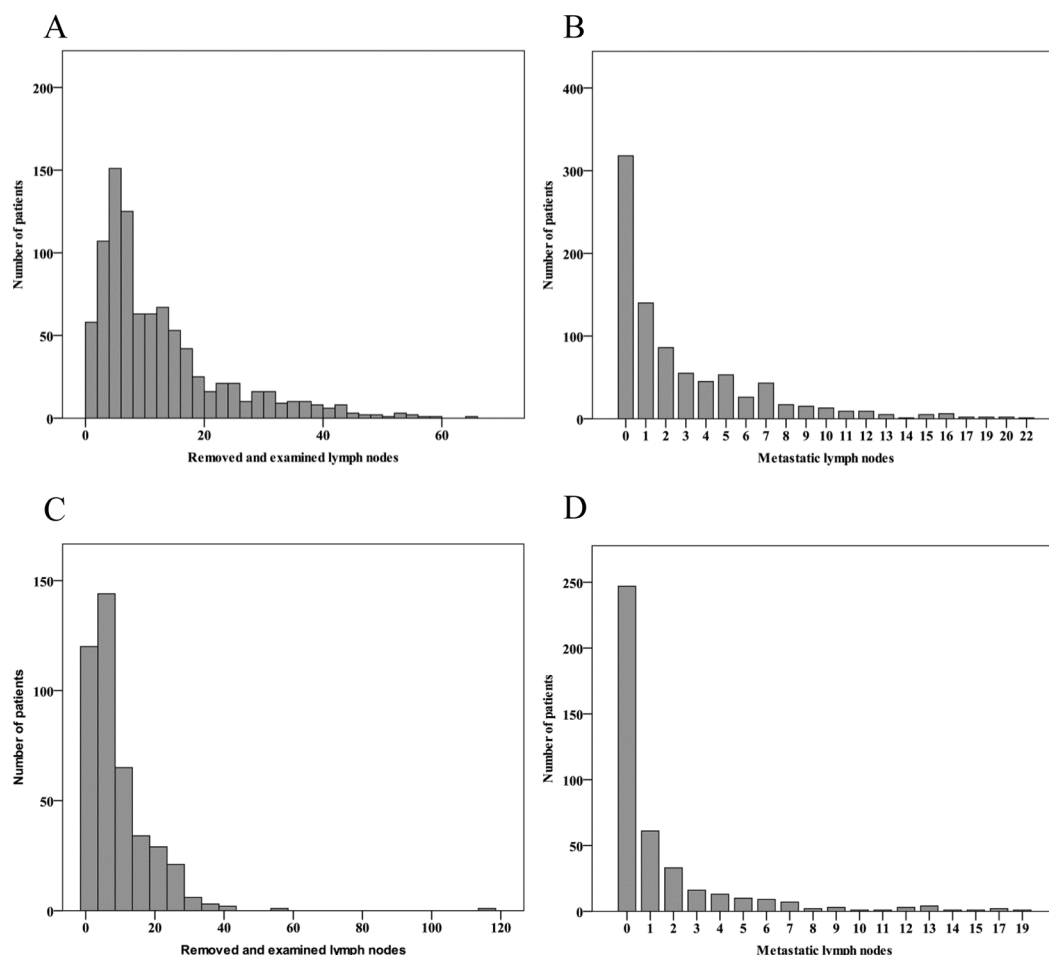 A
Number of patients
200
150
100
50
0
0 20 40 60
Removed and examined lymph nodes
B
Number of patients
400
300
200
100
0
0 1 2 3 4 5 6 7 8 9 10 11 12 13 14 15 16 17 19 20 22
Metastatic lymph nodes
C
Number of patients
150
100
50
0
0 20 40 60 80 100 120
Removed and examined lymph nodes
D
Number of patients
250
200
150
100
50
0
0 1 2 3 4 5 6 7 8 9 10 11 12 13 14 15 17 19
Metastatic lymph nodes